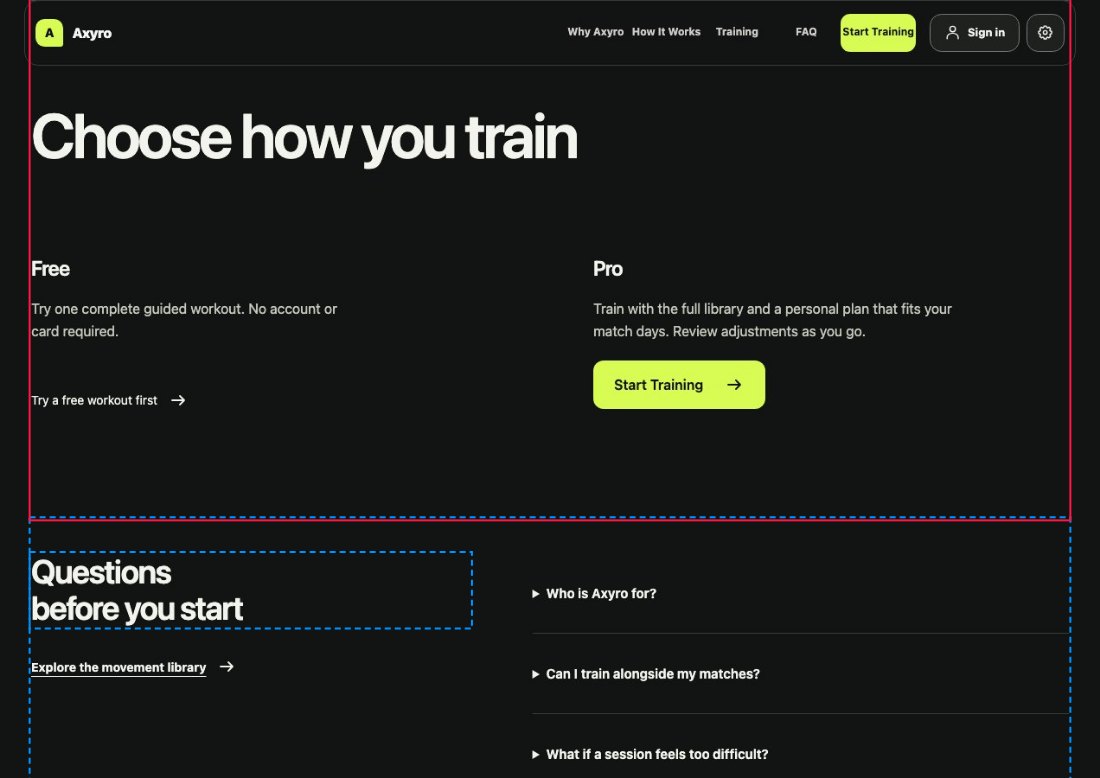 A Axyro Why Axyro How It Works Training FAQ Start Training Sign in
Choose how you train
Free
Try one complete guided workout. No account or
card required.
Try a free workout first
Pro
Train with the full library and a personal plan that fits your
match days. Review adjustments as you go.
Start Training
Questions
before you start
Explore the movement library
Who is Axyro for?
Can I train alongside my matches?
What if a session feels too difficult?